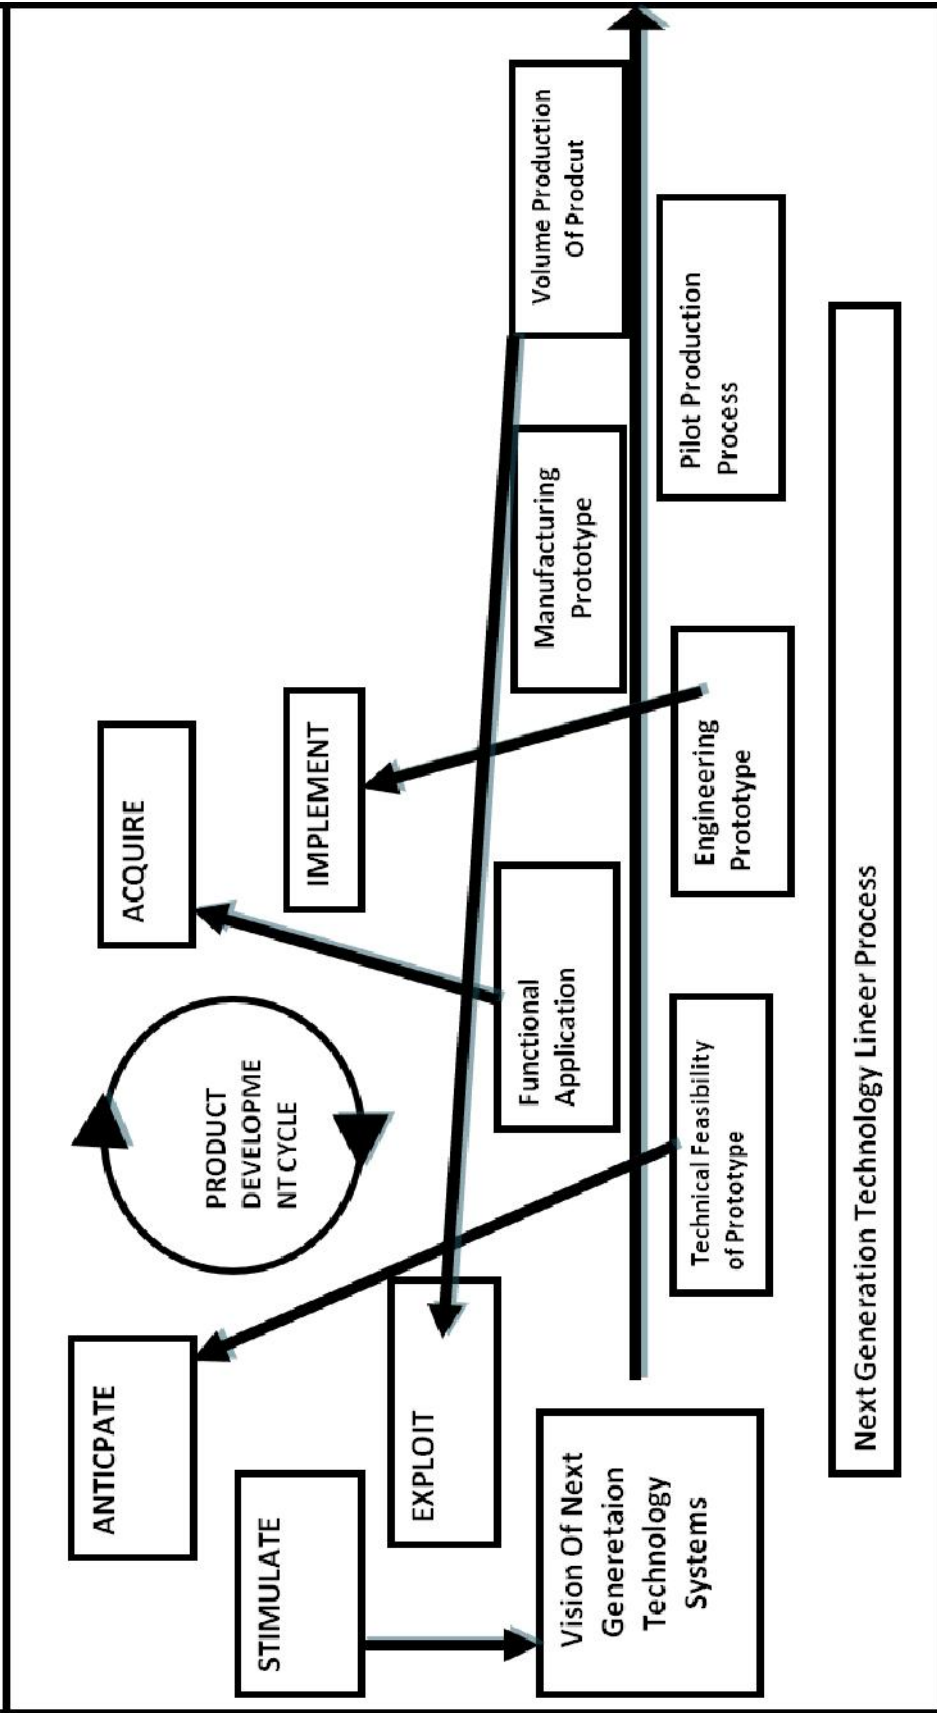 ANTICPATE
ACQUIRE
STIMULATE
PRODUCT
DEVELOPME
NT CYCLE
IMPLEMENT
EXPLOIT
Vision Of Next
Generetaion
Technology
Systems
Functional
Application
Manufacturing
Prototype
Volume Production
Of Prodcut
Technical Feasibility
of Prototype
Engineering
Prototype
Pilot Production
Process
Next Generation Technology Lineer Process